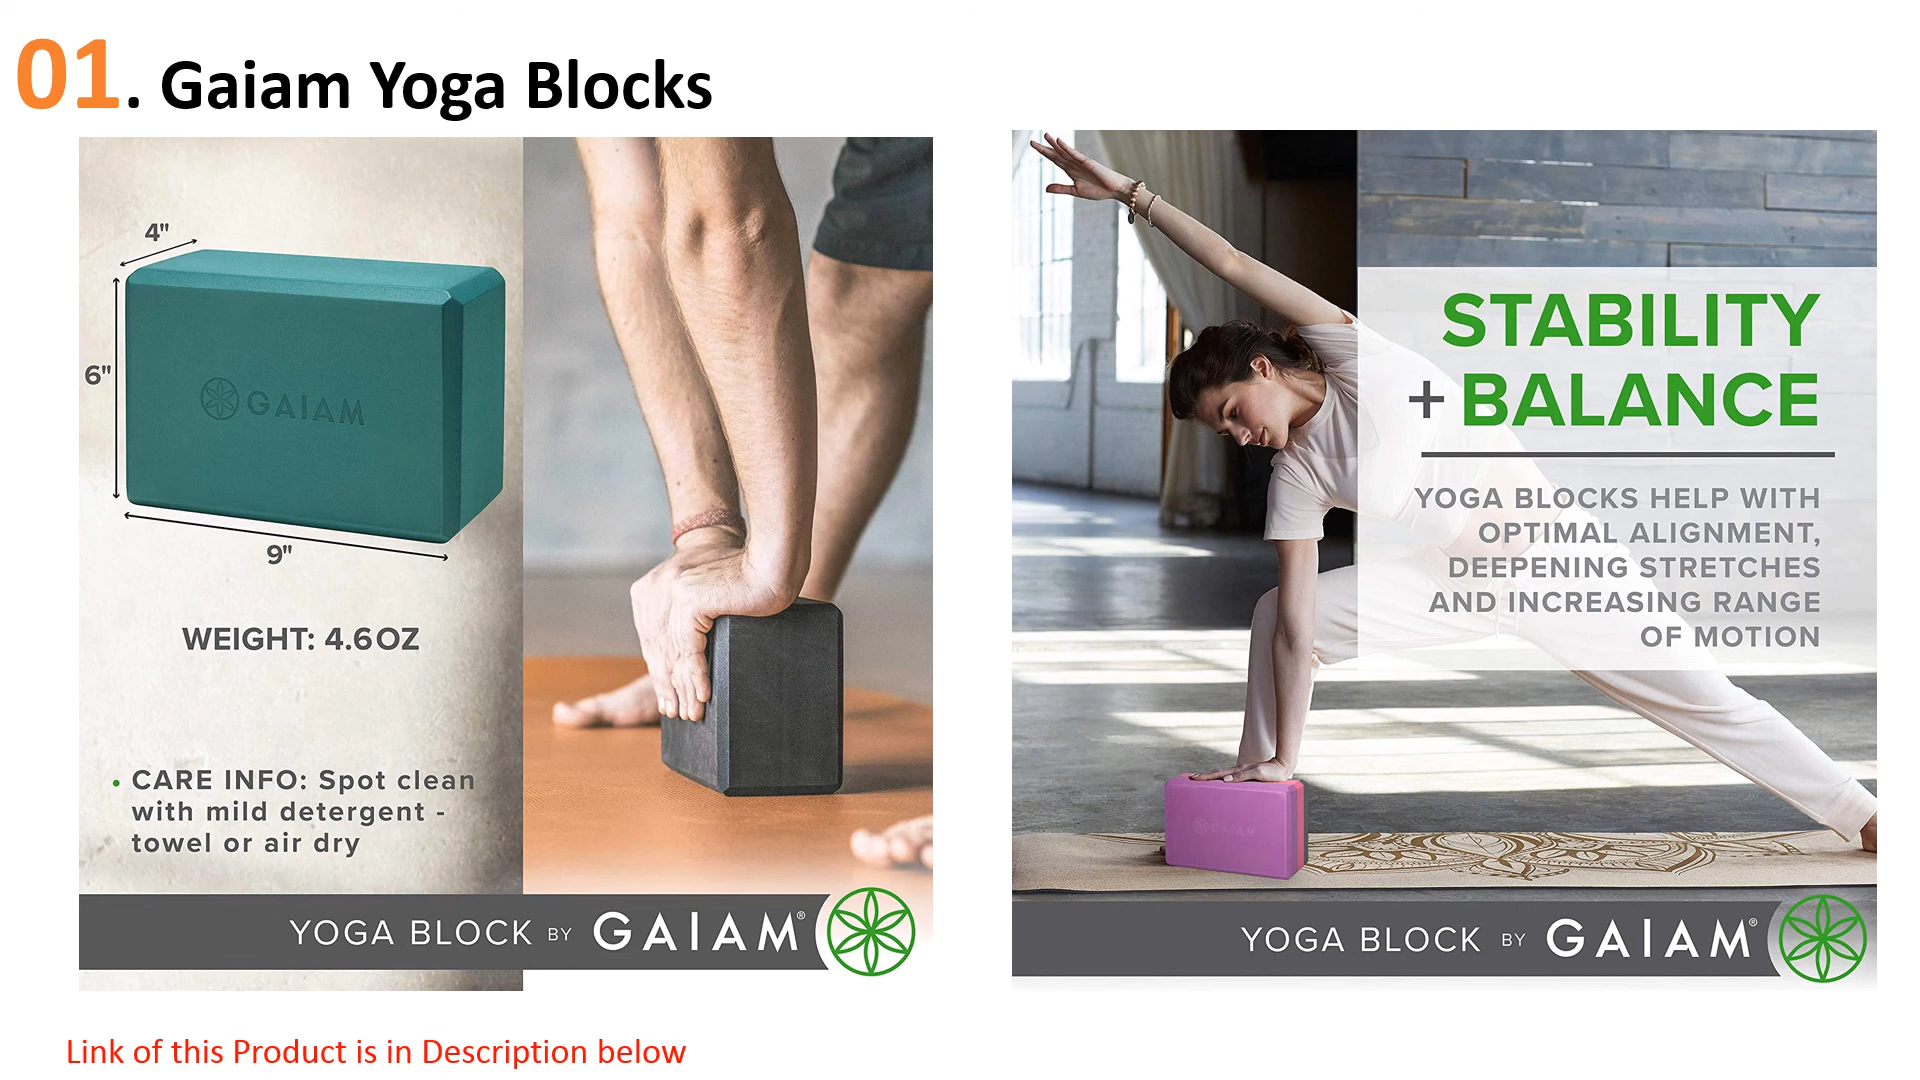 01. Gaiam Yoga Blocks
4"
6"
GAIAM
9"
WEIGHT: 4.6OZ
• CARE INFO: Spot clean
with mild detergent -
towel or air dry
YOGA BLOCK BY GAIAM®
STABILITY
+ BALANCE
YOGA BLOCKS HELP WITH
OPTIMAL ALIGNMENT,
DEEPENING STRETCHES
AND INCREASING RANGE
OF MOTION
GAIAM
YOGA BLOCK BY GAIAM®
Link of this Product is in Description below